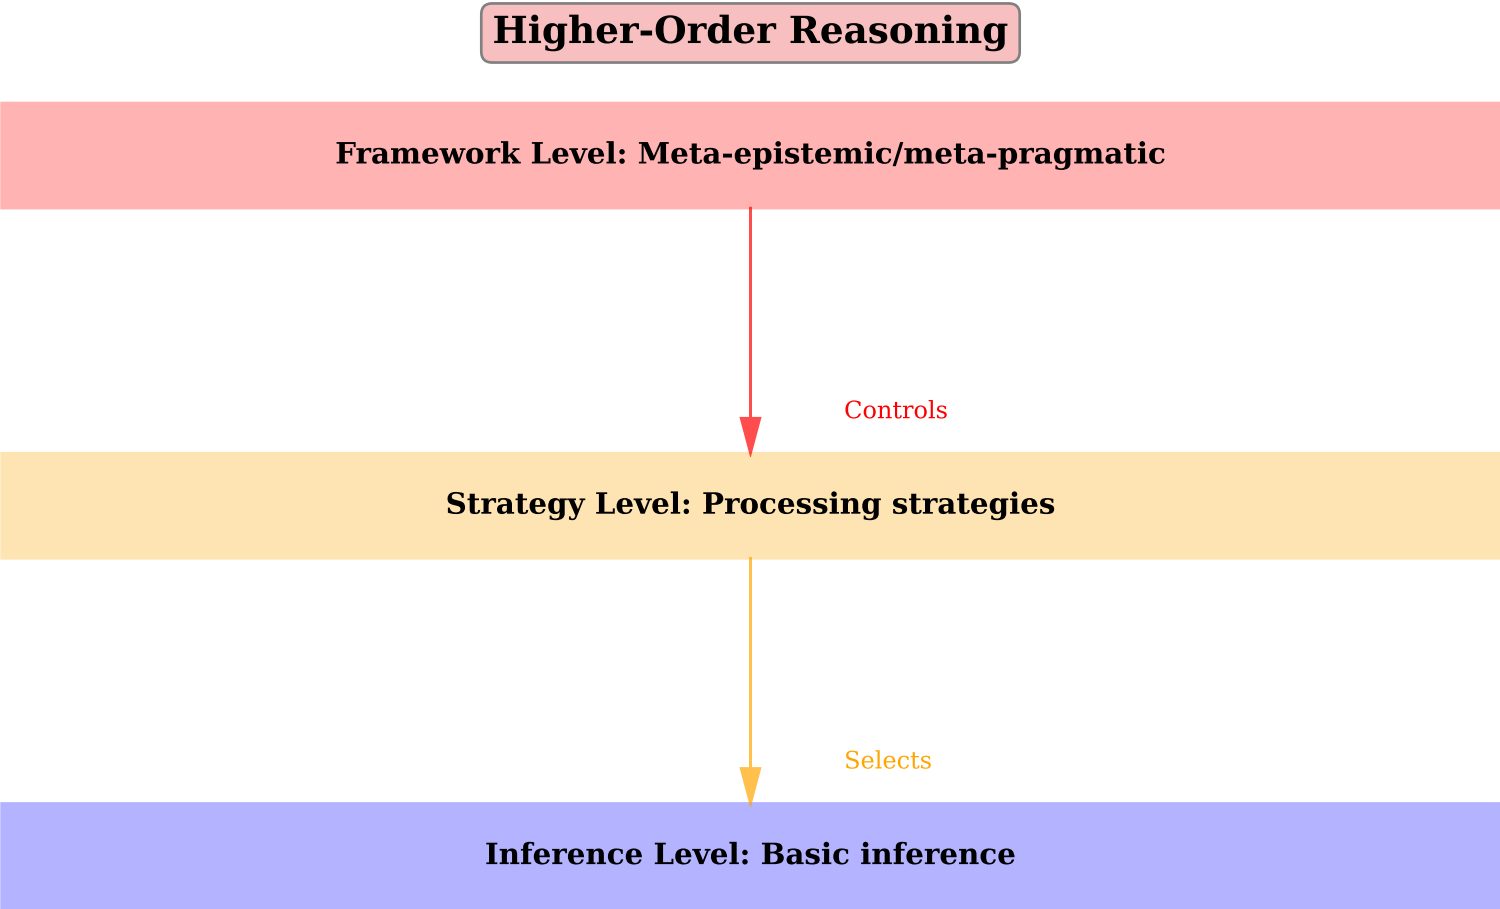 Higher-Order Reasoning
Framework Level: Meta-epistemic/meta-pragmatic
Controls
Strategy Level: Processing strategies
Selects
Inference Level: Basic inference